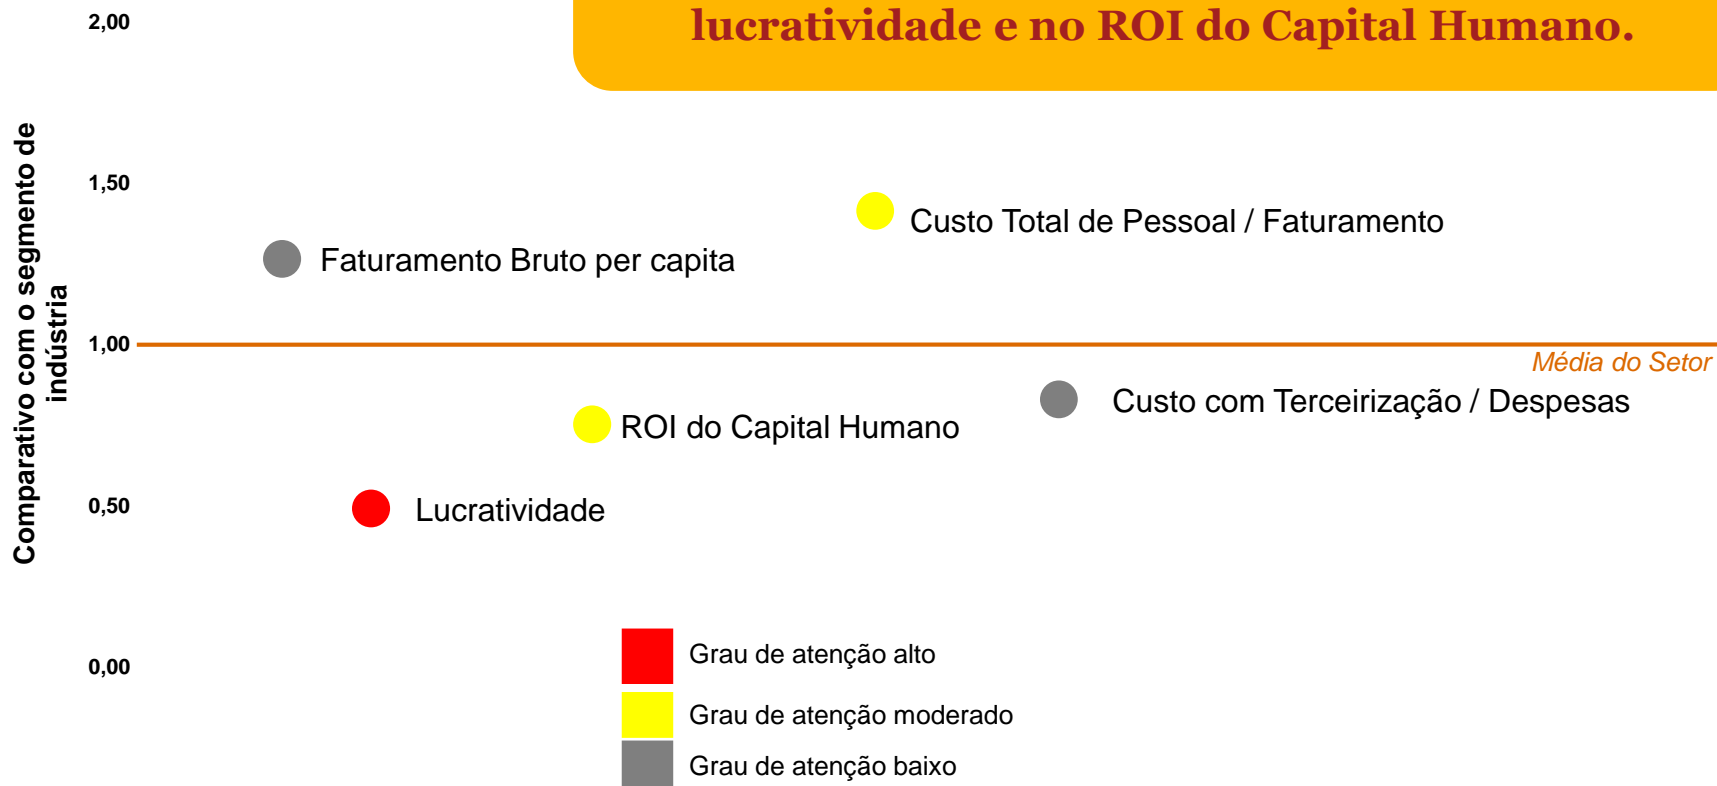 lucratividade e no ROI do Capital Humano.
Comparativo com o segmento de
indústria
2,00
1,50
1,00
0,50
0,00
Custo Total de Pessoal / Faturamento
Faturamento Bruto per capita
Média do Setor
Custo com Terceirização / Despesas
ROI do Capital Humano
Lucratividade
Grau de atenção alto
Grau de atenção moderado
Grau de atenção baixo